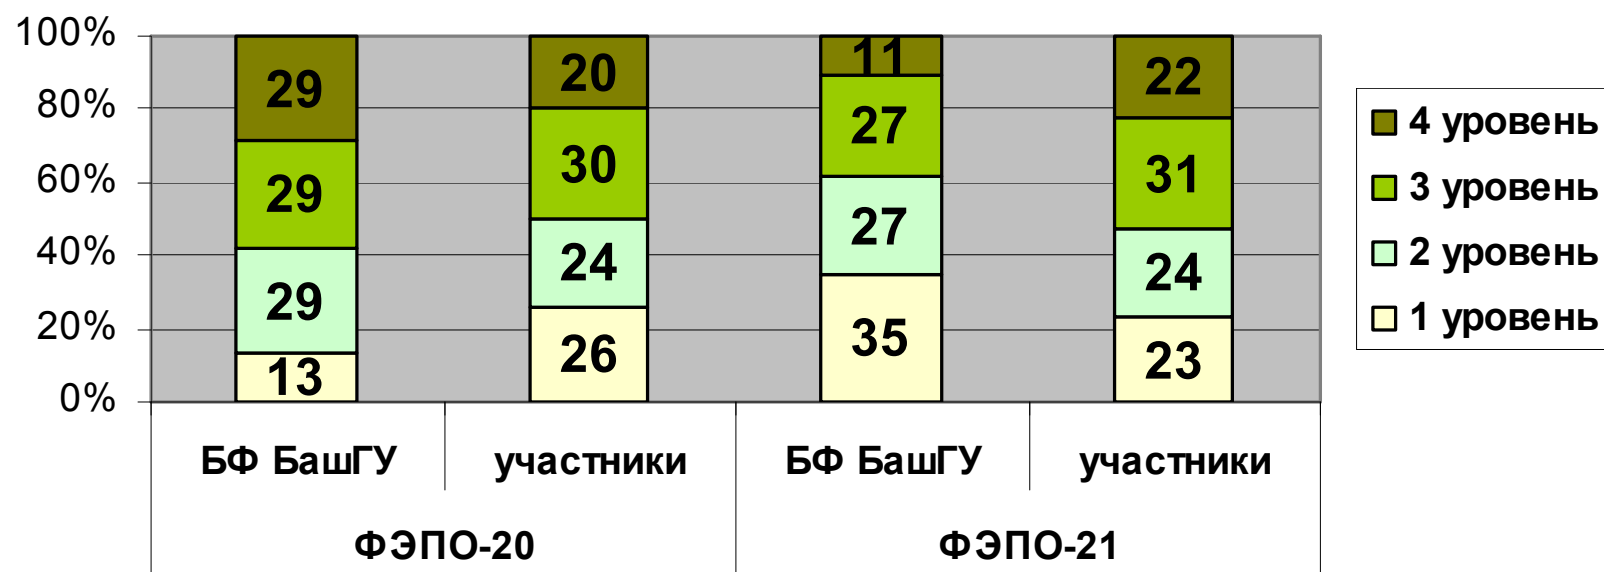 100%
80%
60%
40%
20%
0%
29
29
29
13
20
30
24
26
11
27
27
35
22
31
24
23
БФ БашГУ
участники
БФ БашГУ
участники
ФЭПО-20
ФЭПО-21
4 уровень
3 уровень
2 уровень
1 уровень